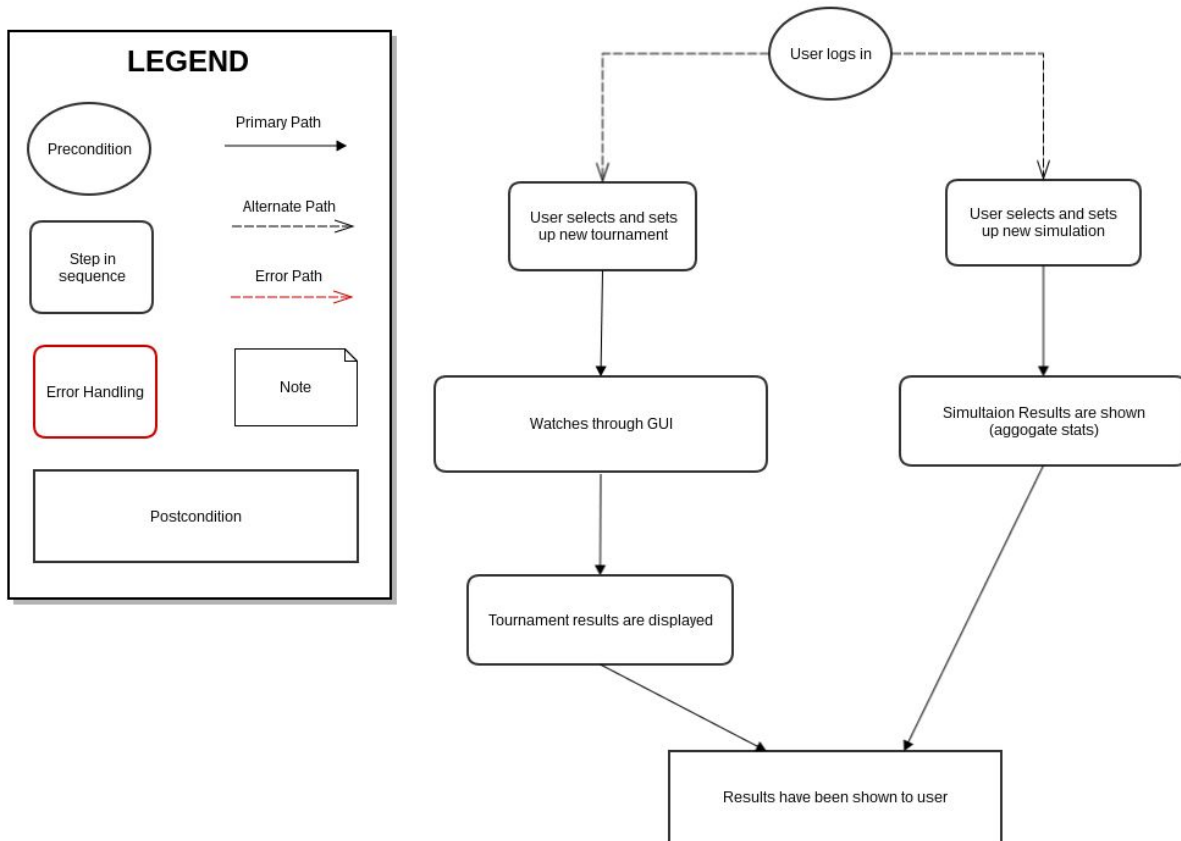 LEGEND
Precondition
Primary Path
Alternate Path
Step in
sequence
Error Path
Error Handling
Note
Postcondition
User logs in
User selects and sets
up new tournament
User selects and sets
up new simulation
Watches through GUI
Simultaion Results are shown
(aggogate stats)
Tournament results are displayed
Results have been shown to user